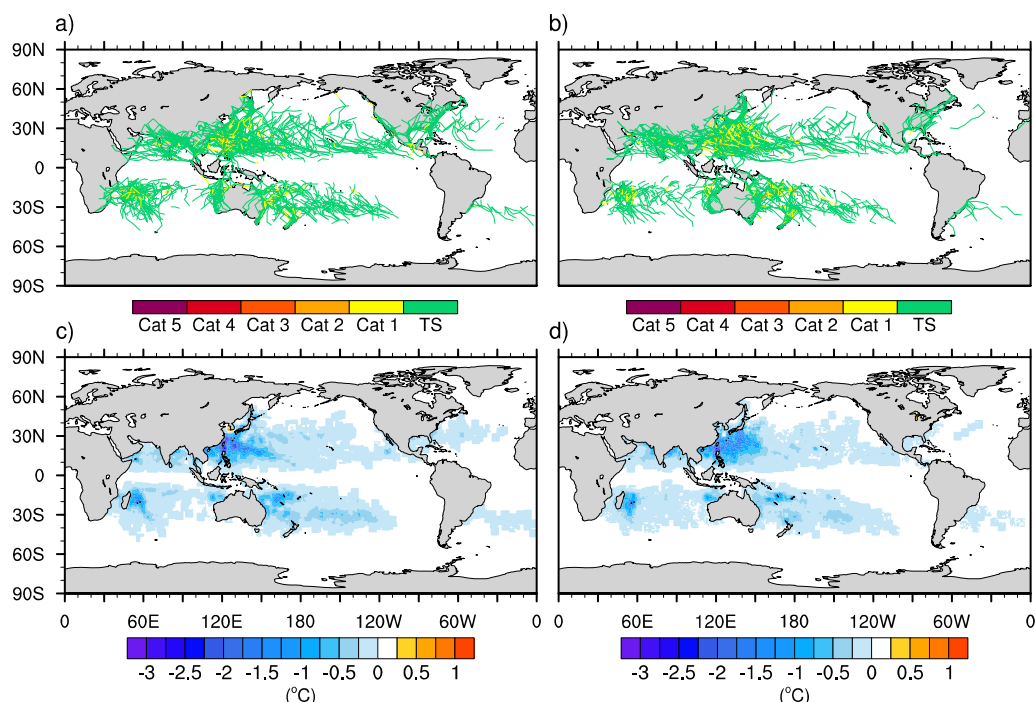 a) b)
90N
60N
30N
0
30S
60S
90S
Cat 5 Cat 4 Cat 3 Cat 2 Cat 1 TS
Cat 5 Cat 4 Cat 3 Cat 2 Cat 1 TS
c) d)
90N
60N
30N
0
30S
60S
90S
0 60E 120E 180 120W 60W 0 60E 120E 180 120W 60W 0
-3 -2.5 -2 -1.5 -1 -0.5 0 0.5 1
-3 -2.5 -2 -1.5 -1 -0.5 0 0.5 1
(°C) (°C)